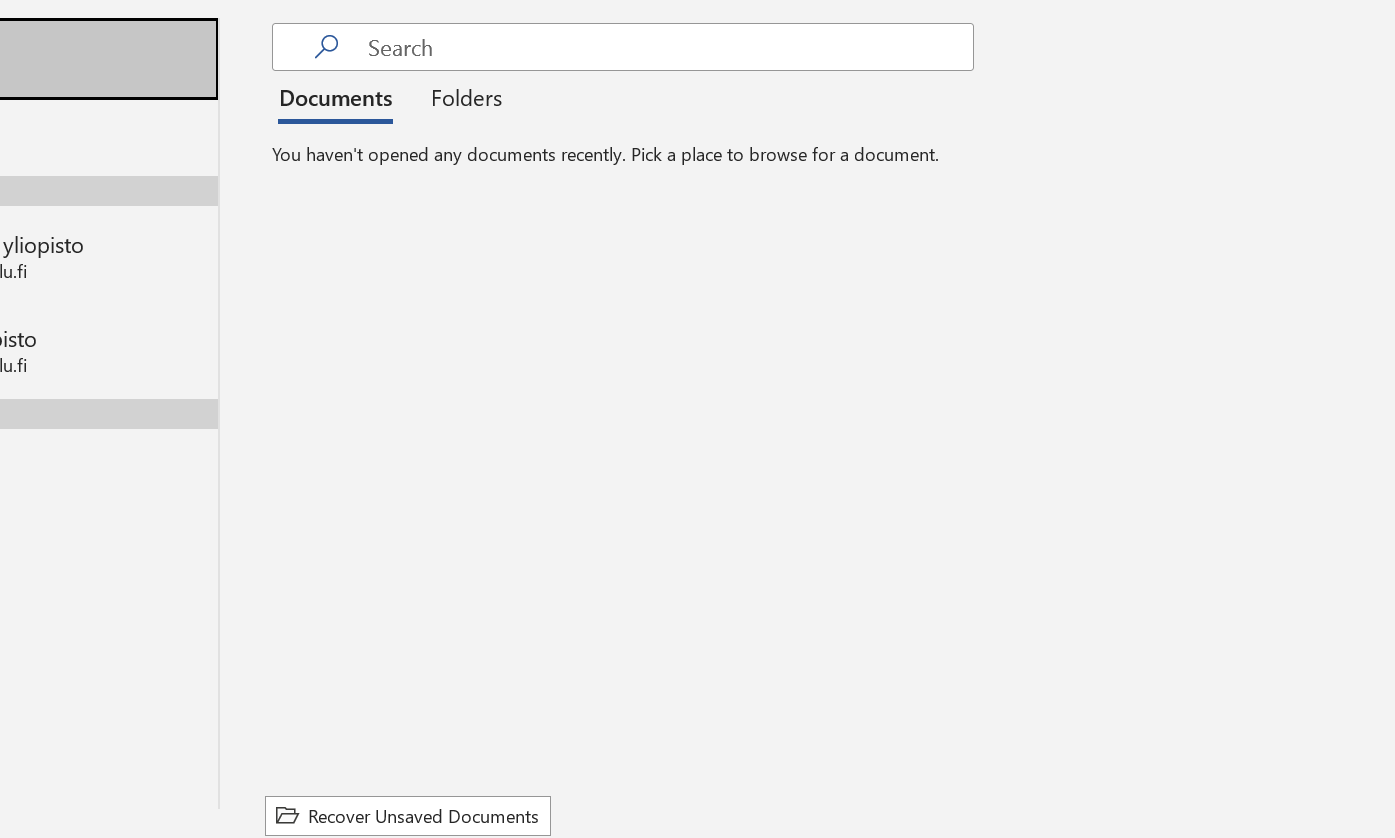 Search
Documents Folders
You haven't opened any documents recently. Pick a place to browse for a document.
yliopisto
lu.fi
isto
lu.fi
Recover Unsaved Documents